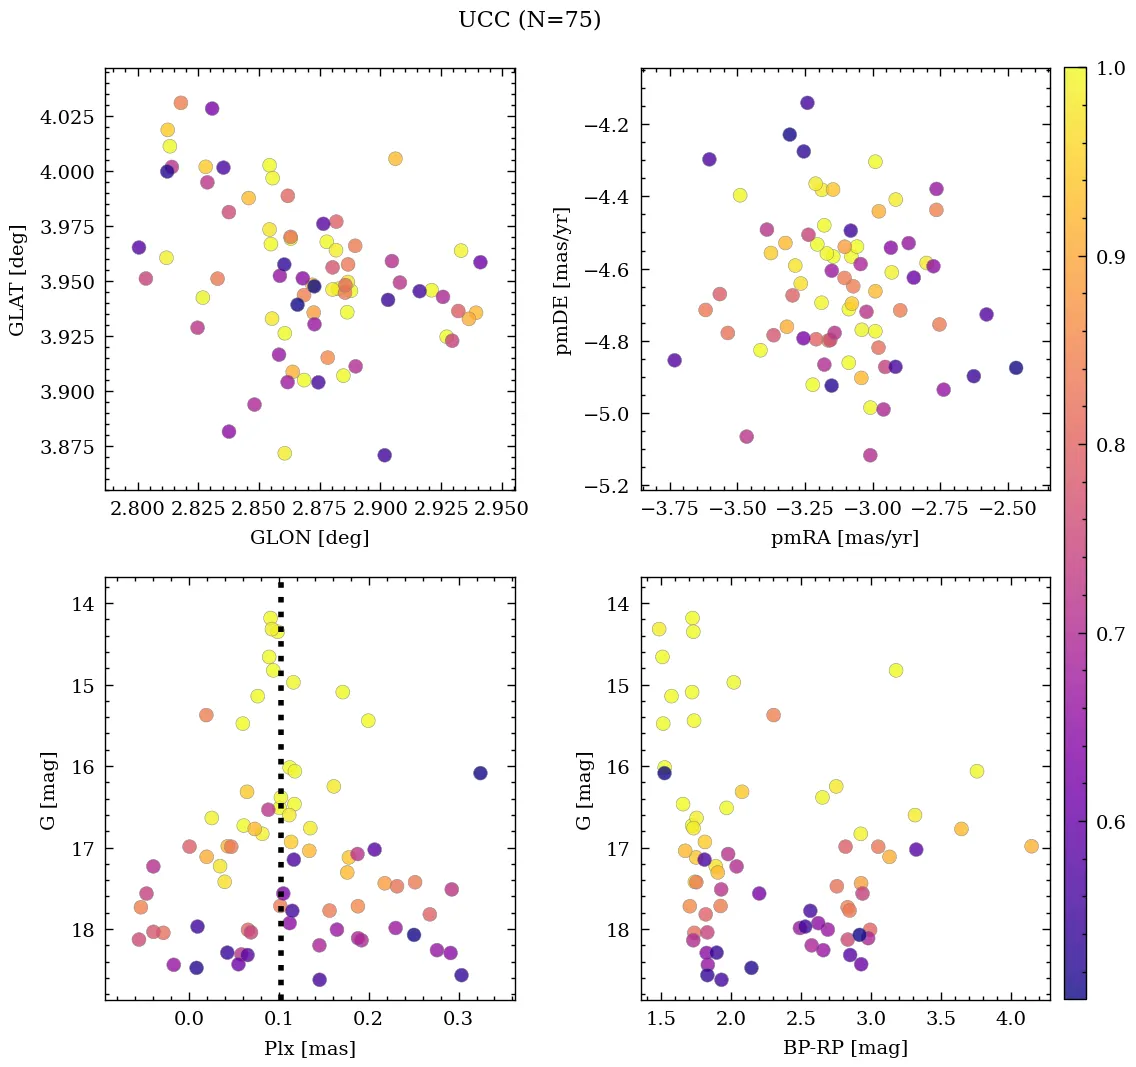 UCC (N=75)
4.025
4.000
3.975
3.950
3.925
3.900
3.875
GLAT [deg]
2.800 2.825 2.850 2.875 2.900 2.925 2.950
GLON [deg]
−4.2
−4.4
−4.6
−4.8
−5.0
−5.2
pmDE [mas/yr]
−3.75 −3.50 −3.25 −3.00 −2.75 −2.50
pmRA [mas/yr]
1.0
0.9
0.8
0.7
0.6
14
15
16
17
18
G [mag]
0.0 0.1 0.2 0.3
Plx [mas]
14
15
16
17
18
G [mag]
1.5 2.0 2.5 3.0 3.5 4.0
BP-RP [mag]